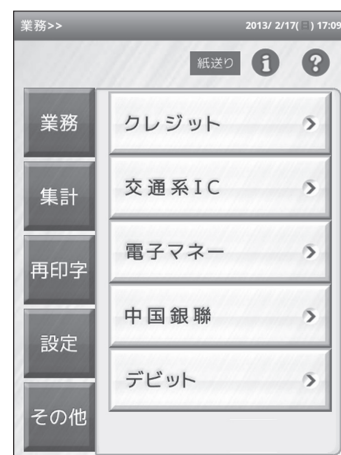 業務>> 2013/ 2/17(日) 17:09
紙送り
業務
集計
再印字
設定
その他
クレジット
交通系IC
電子マネー
中国銀聯
デビット